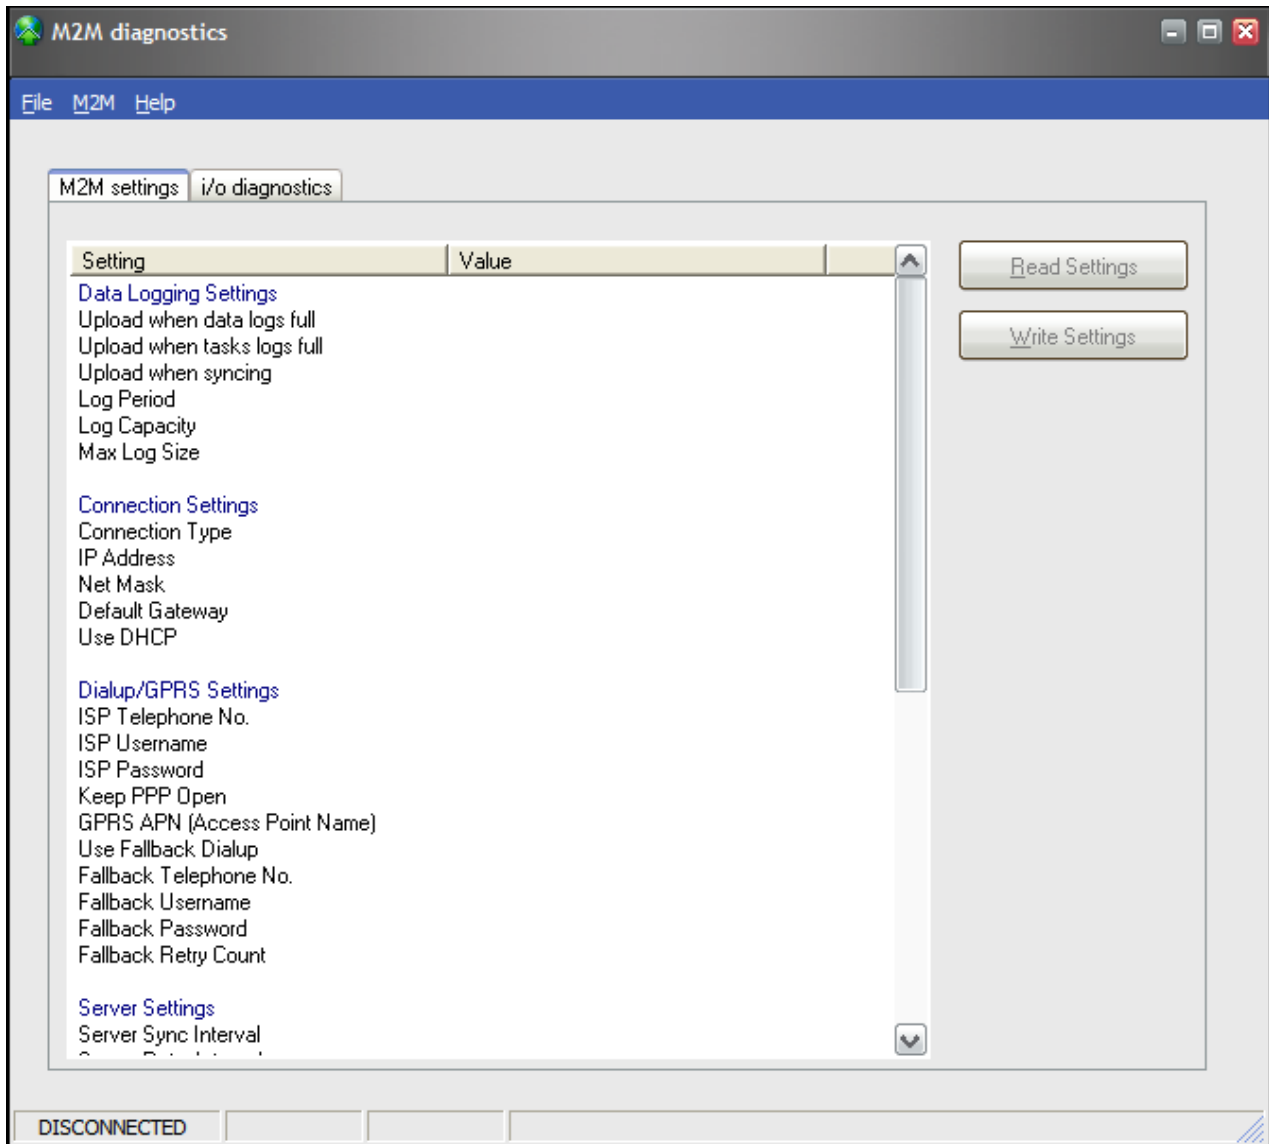 M2M diagnostics
File M2M Help
M2M settings i/o diagnostics
Setting Value
Read Settings
Write Settings
Data Logging Settings
Upload when data logs full
Upload when tasks logs full
Upload when syncing
Log Period
Log Capacity
Max Log Size
Connection Settings
Connection Type
IP Address
Net Mask
Default Gateway
Use DHCP
Dialup/GPRS Settings
ISP Telephone No.
ISP Username
ISP Password
Keep PPP Open
GPRS APN (Access Point Name)
Use Fallback Dialup
Fallback Telephone No.
Fallback Username
Fallback Password
Fallback Retry Count
Server Settings
Server Sync Interval
DISCONNECTED